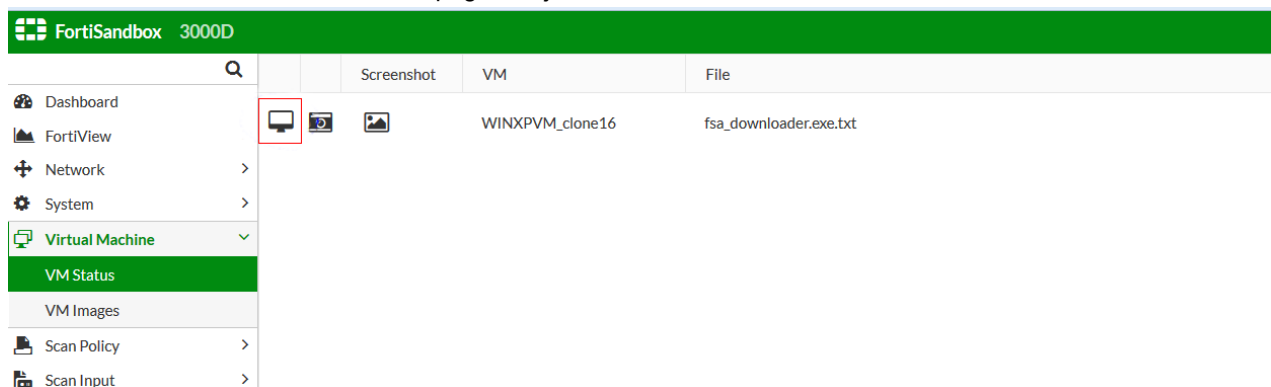 FortiSandbox 3000D
Screenshot VM File
Dashboard
FortiView
WINXPVM_clone16 fsa_downloader.exe.txt
Network
System
Virtual Machine
VM Status
VM Images
Scan Policy
Scan Input